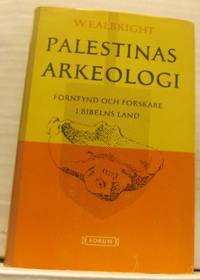 W.F.ALBRIGHT
PALESTINAS
ARKEOLOGI
FORNFYND OCH FORSKARE
I BIBELNS LAND
FORUM